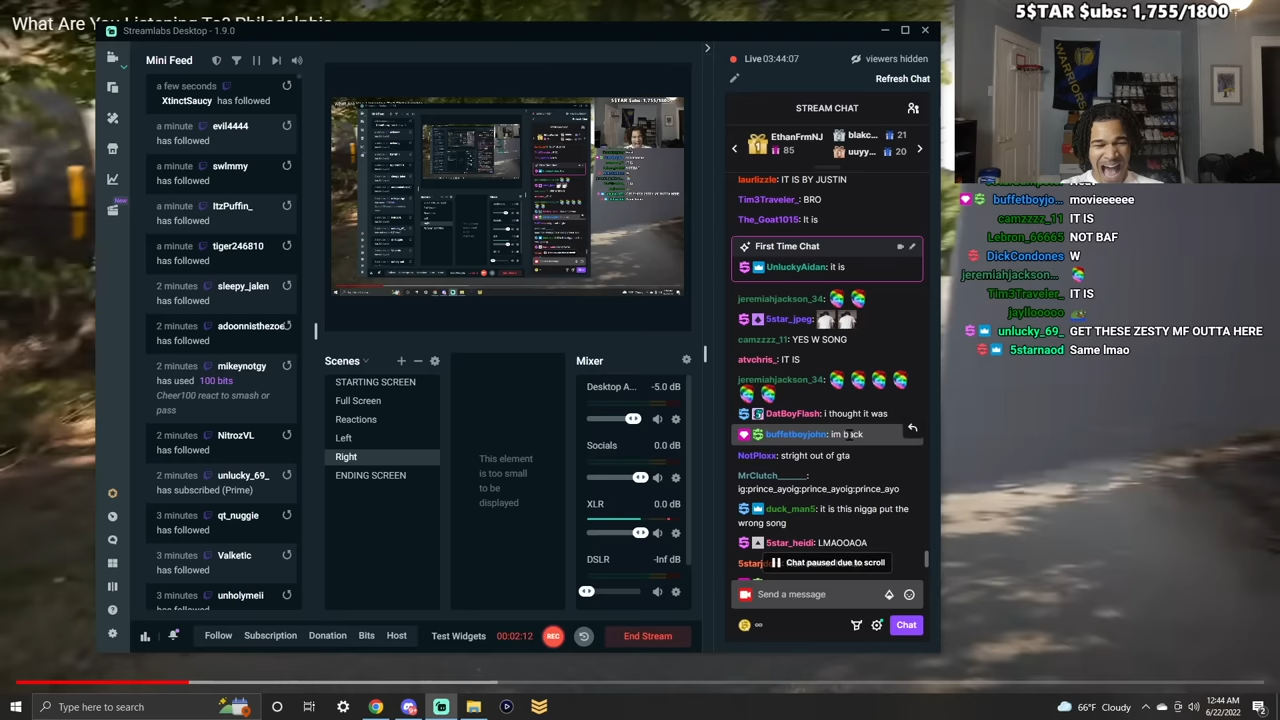 What Are You Listening To? Philadelphia
5$TAR $ubs: 1,755/1800
Streamlabs Desktop - 1.9.0
Mini Feed
a few seconds
XtinctSaucy has followed
a minute evil4444
has followed
a minute swlmmy
has followed
a minute ItzPuffin_
has followed
a minute tiger246810
has followed
2 minutes sleepy_jalen
has followed
2 minutes adoonnisthezoe
has followed
2 minutes mikeynotgy
has used 100 bits
Cheer100 react to smash or
pass
2 minutes NitrozVL
has followed
2 minutes unlucky_69_
has subscribed (Prime)
3 minutes qt_nuggie
has followed
3 minutes Valketic
has followed
3 minutes unholymeii
has followed
New
Scenes
STARTING SCREEN
Full Screen
Reactions
Left
Right
ENDING SCREEN
This element
is too small
to be
displayed
Mixer
Desktop A... -5.0 dB
Socials 0.0 dB
XLR 0.0 dB
DSLR -Inf dB
Follow Subscription Donation Bits Host
Test Widgets 00:02:12 REC End Stream
Live 03:44:07 viewers hidden
Refresh Chat
STREAM CHAT
1 EthanFrmNJ 85
blakc... 21
uuyy... 20
laurlizzle: IT IS BY JUSTIN
Tim3Traveler_: BRO
The_Goat1015: It is
First Time Chat
UnluckyAidan: it is
jeremiahjackson_34:
5star_jpeg:
camzzzz_11: YES W SONG
atvchris_: IT IS
jeremiahjackson_34:
DatBoyFlash: i thought it was
buffetboyjohn: im back
NotPloxx: stright out of gta
MrClutch______:
ig:prince_ayoig:prince_ayoig:prince_ayo
duck_man5: it is this nigga put the
wrong song
5star_heidi: LMAOOAOA
Chat paused due to scroll
Send a message
Chat
WARRIORS
buffetboyjo... movieeeeee
camzzzz_11 IT IS
Lebron_66665 NOT BAF
DickCondones W
jeremiahjackson...
Tim3Traveler_ IT IS
jayllooooo
unlucky_69_ GET THESE ZESTY MF OUTTA HERE
5starnaod Same lmao
Type here to search
66°F Cloudy
12:44 AM
6/22/2022
2